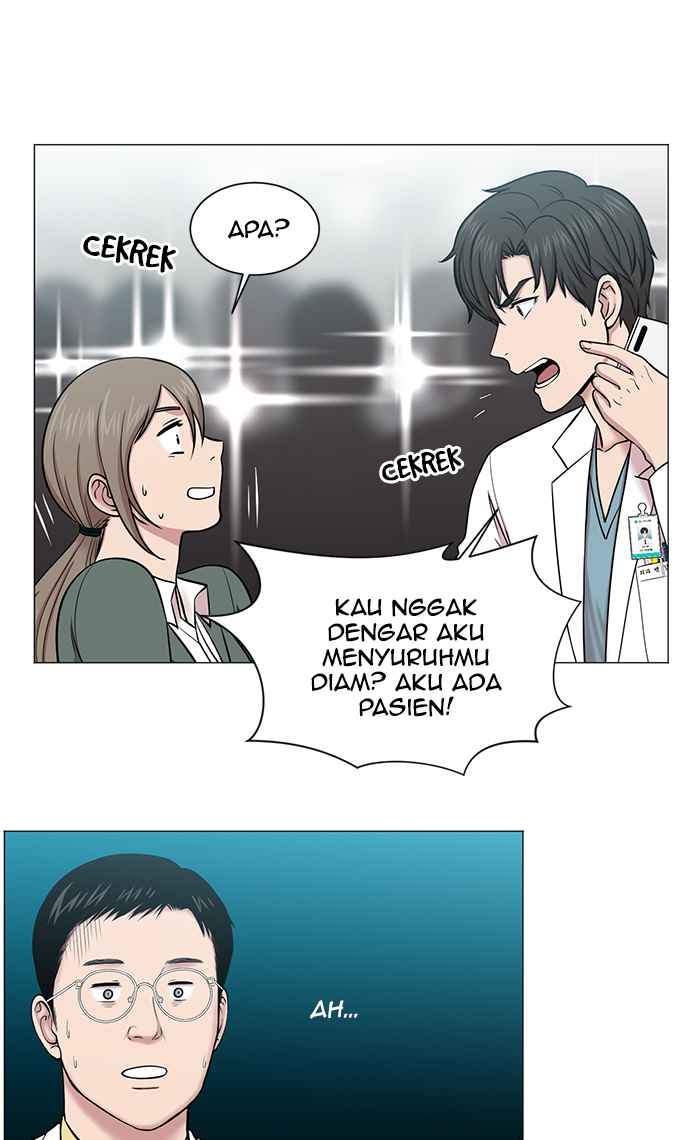 APA?
CEKREK
CEKREK
KAU NGGAK
DENGAR AKU
MENYURUHMU
DIAM? AKU ADA
PASIEN!
AH...